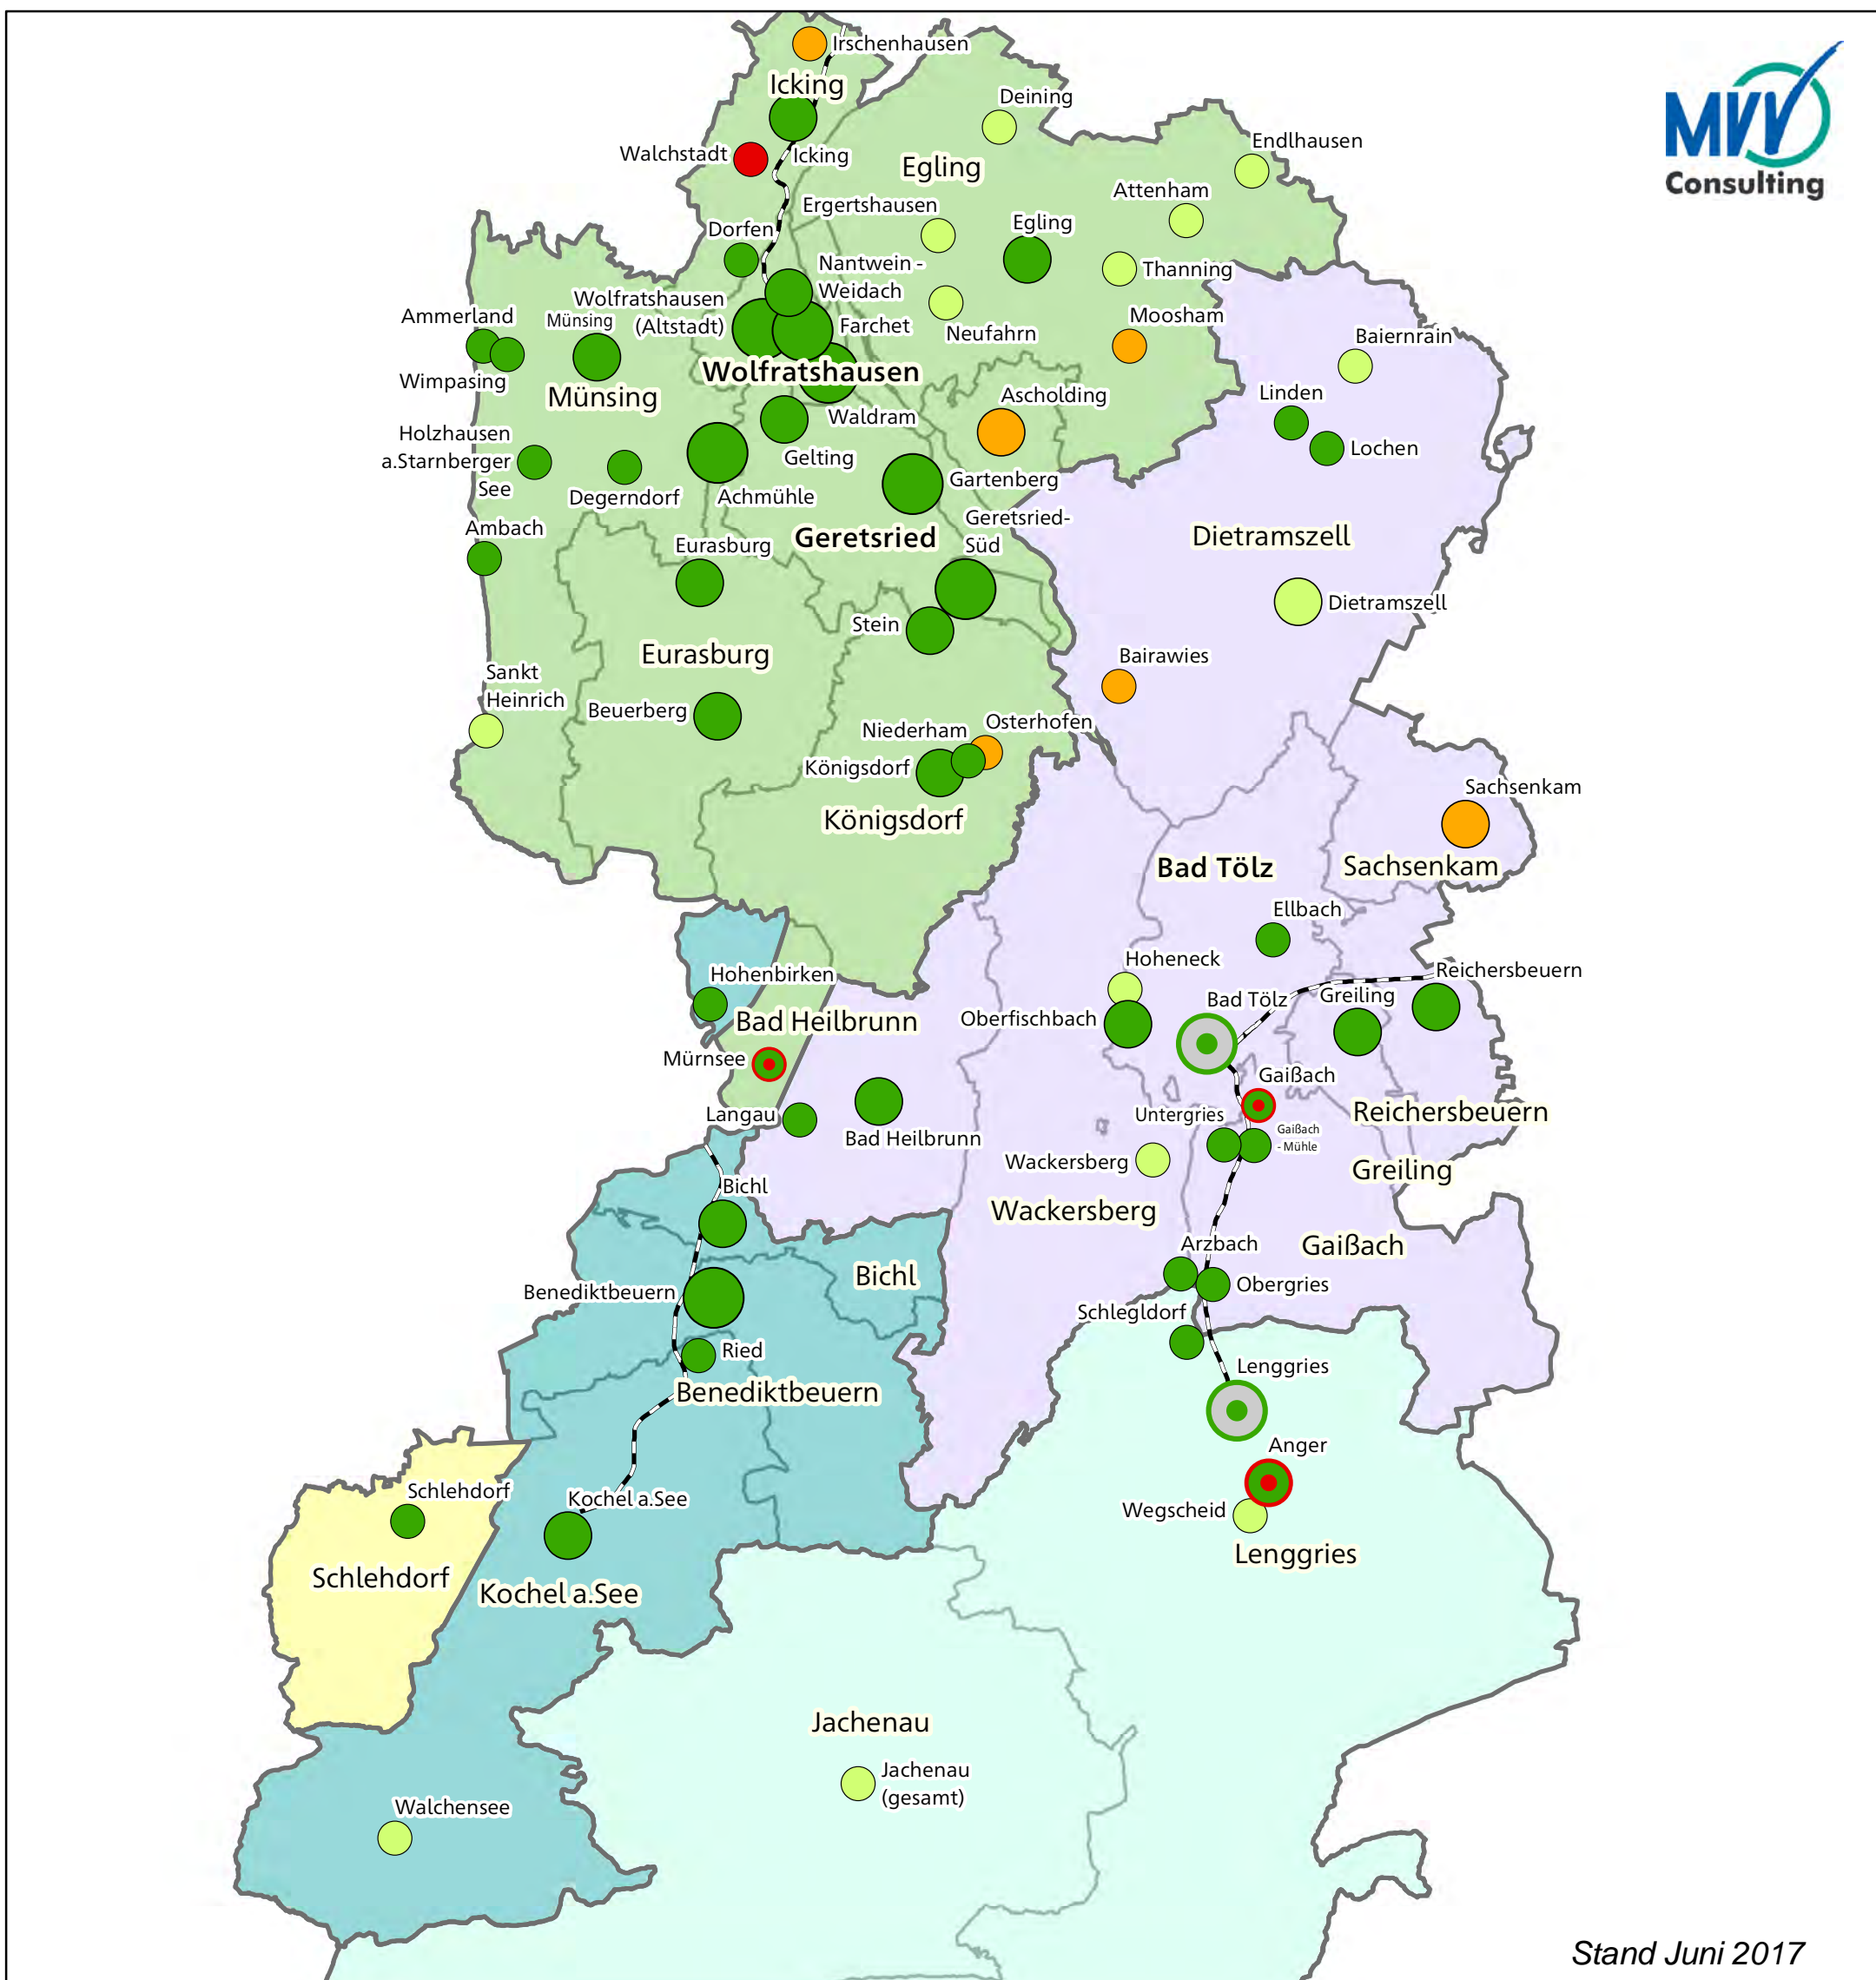 Irschenhausen
Icking
MVV
Consulting
Deining
Endlhausen
Walchstadt
Icking
Egling
Attenham
Ergertshausen
Egling
Dorfen
Nantwein -
Weidach
Thanning
Wolfratshausen
(Altstadt)
Ammerland
Münsing
Farchet
Neufahrn
Moosham
Baiernrain
Wimpasing
Wolfratshausen
Münsing
Ascholding
Linden
Waldram
Holzhausen
a.Starnberger
See
Gelting
Lochen
Degerndorf
Achmühle
Gartenberg
Ambach
Geretsried
Geretsried-
Süd
Dietramszell
Eurasburg
Dietramszell
Stein
Eurasburg
Bairawies
Sankt
Heinrich
Beuerberg
Niederham
Osterhofen
Königsdorf
Königsdorf
Sachsenkam
Bad Tölz
Sachsenkam
Ellbach
Hohenbirken
Hoheneck
Reichersbeuern
Bad Tölz
Greiling
Bad Heilbrunn
Oberfischbach
Mürnsee
Gaißach
Langau
Untergries
Reichersbeuern
Bad Heilbrunn
Gaißach
- Mühle
Wackersberg
Greiling
Bichl
Wackersberg
Arzbach
Gaißach
Bichl
Benediktbeuern
Obergries
Schlegldorf
Ried
Lenggries
Benediktbeuern
Anger
Schlehdorf
Kochel a.See
Wegscheid
Lenggries
Schlehdorf
Kochel a.See
Jachenau
Jachenau
(gesamt)
Walchensee
Stand Juni 2017